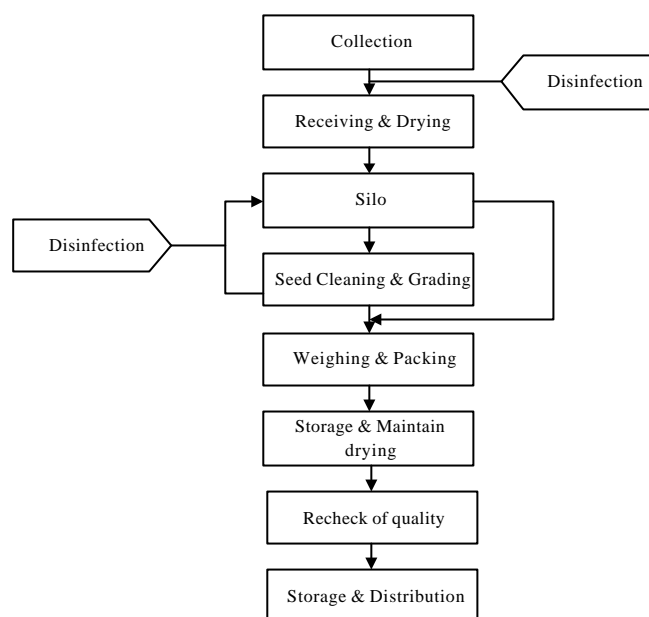 Collection
Disinfection
Receiving & Drying
Silo
Disinfection
Seed Cleaning & Grading
Weighing & Packing
Storage & Maintain
drying
Recheck of quality
Storage & Distribution